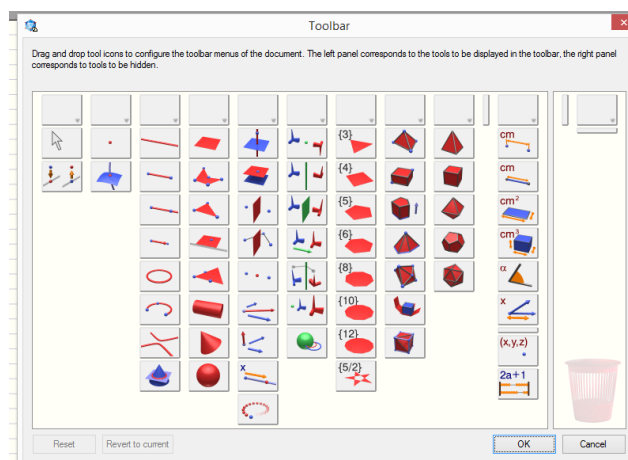 Toolbar
Drag and drop tool icons to configure the toolbar menus of the document. The left panel corresponds to the tools to be displayed in the toolbar, the right panel
corresponds to tools to be hidden.
{3}
cm
{4}
cm
{5}
cm²
{6}
cm³
{8}
α
{10}
x
{12}
(x,y,z)
{5/2}
x
2a+1
Reset
Revert to current
OK
Cancel